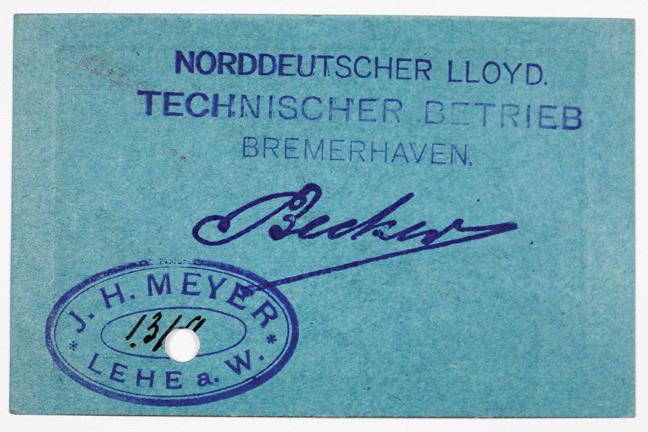 NORDDEUTSCHER LLOYD.
TECHNISCHER BETRIEB
BREMERHAVEN.
Becker
J. H. MEYER
* LEHE a. W. *